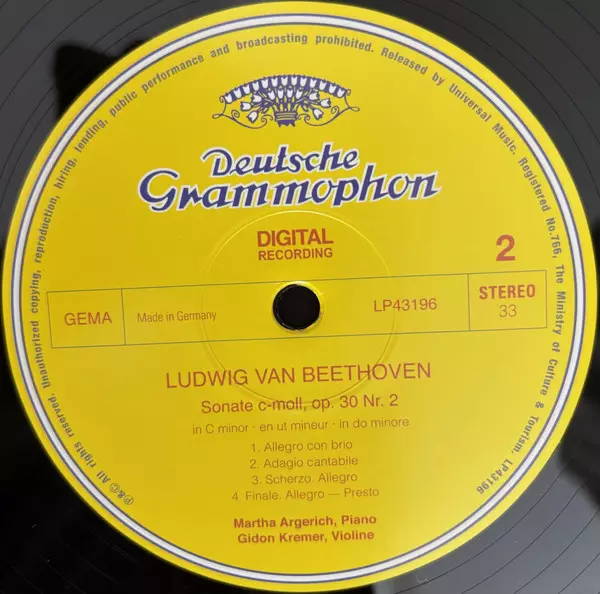 P&© All rights reserved. Unauthorized copying, reproduction, hiring, lending, public performance and broadcasting prohibited. Released by Universal Music. Registered No.766, The Ministry of Culture & Tourism. LP43196
Deutsche
Grammophon
DIGITAL
RECORDING
2
GEMA
Made in Germany
LP43196
STEREO
33
LUDWIG VAN BEETHOVEN
Sonate c-moll, op. 30 Nr. 2
in C minor · en ut mineur · in do minore
1. Allegro con brio
2. Adagio cantabile
3. Scherzo. Allegro
4. Finale. Allegro — Presto
Martha Argerich, Piano
Gidon Kremer, Violine